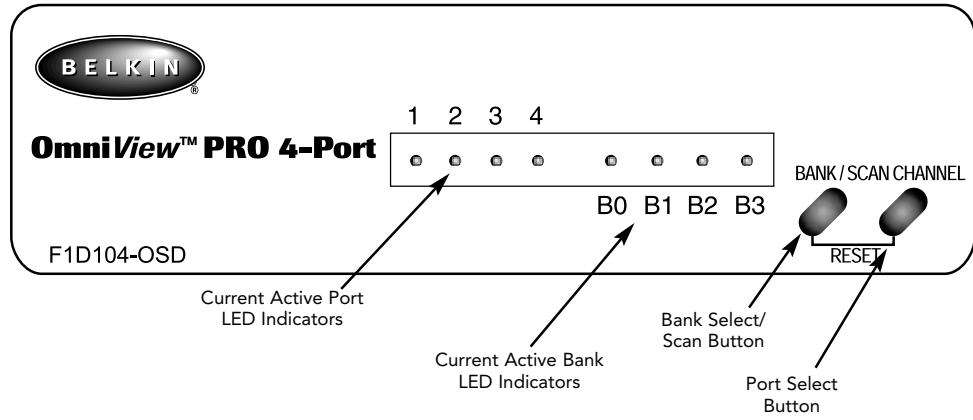 BELKIN
®
OmniView™ PRO 4-Port
1 2 3 4
B0 B1 B2 B3
BANK / SCAN CHANNEL
RESET
F1D104-OSD
Current Active Port
LED Indicators
Current Active Bank
LED Indicators
Bank Select/
Scan Button
Port Select
Button